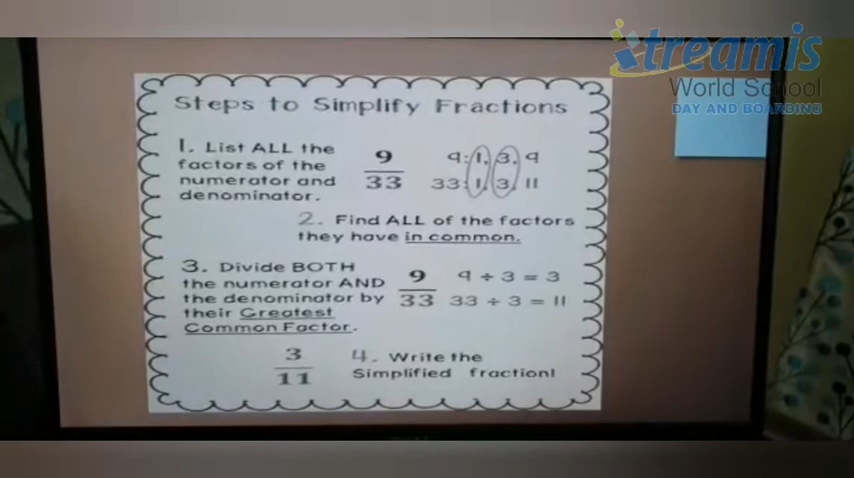 Streamis
World School
DAY AND BOARDING
Steps to Simplify Fractions
1. List ALL the
factors of the
numerator and
denominator.
9
33
9: 1, 3, 9
33: 1, 3, 11
2. Find ALL of the factors
they have in common.
3. Divide BOTH
the numerator AND
the denominator by
their Greatest
Common Factor.
9
33
9 ÷ 3 = 3
33 ÷ 3 = 11
3
11
4. Write the
Simplified fraction!